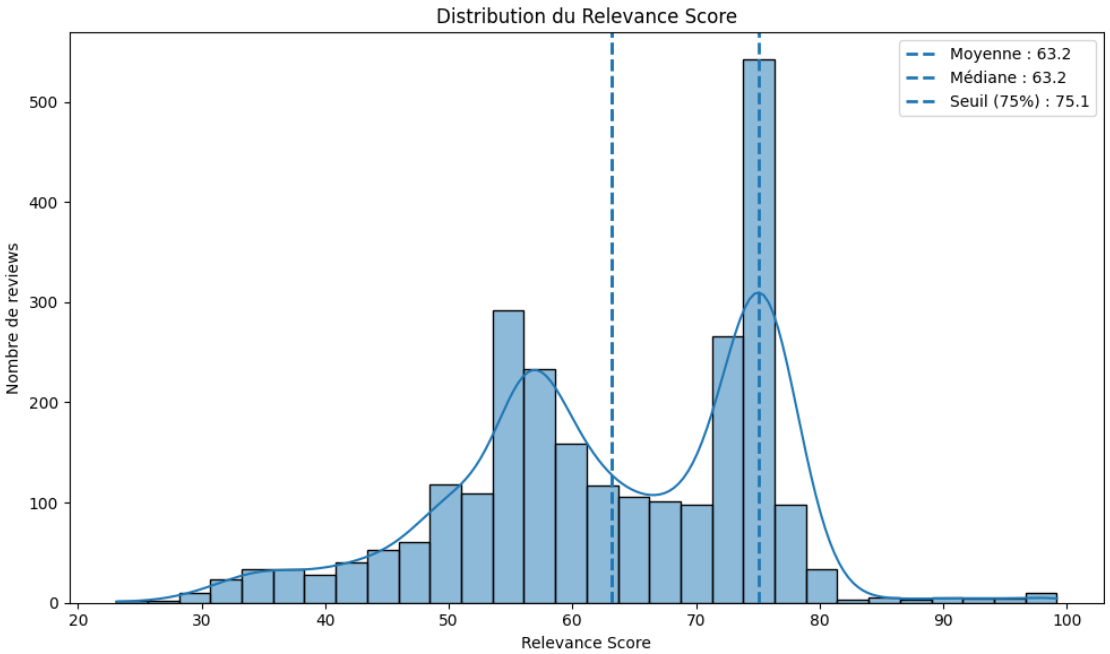 Distribution du Relevance Score
Moyenne : 63.2
Médiane : 63.2
Seuil (75%) : 75.1
Nombre de reviews
500
400
300
200
100
0
20 30 40 50 60 70 80 90 100
Relevance Score